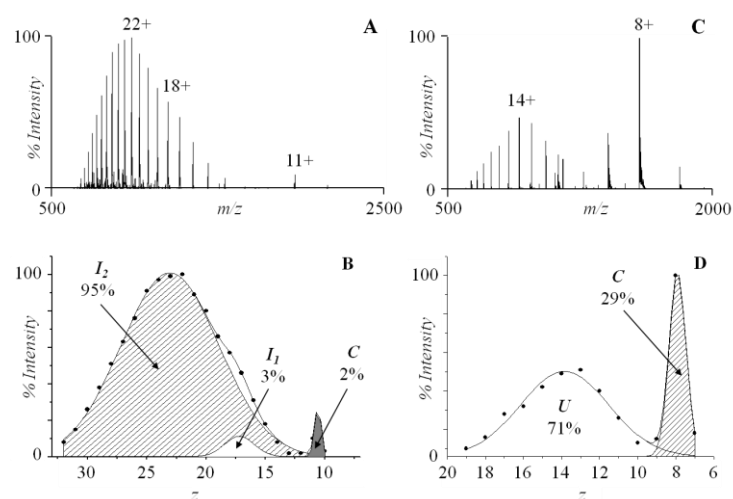 22+
A
100
18+
% Intensity
11+
0
500
m/z
2500
8+
C
100
14+
% Intensity
0
500
m/z
2000
B
100
I2
95%
I1
3%
C
2%
% Intensity
0
30
25
20
15
10
z
D
100
C
29%
U
71%
% Intensity
0
20
18
16
14
12
10
8
6
z